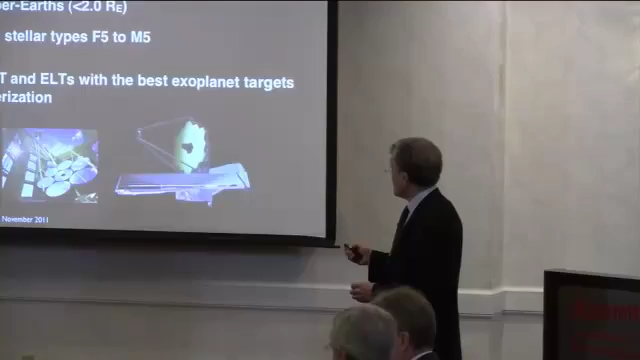 per-Earths (<2.0 RE)
stellar types F5 to M5
T and ELTs with the best exoplanet targets
erization
November 2011